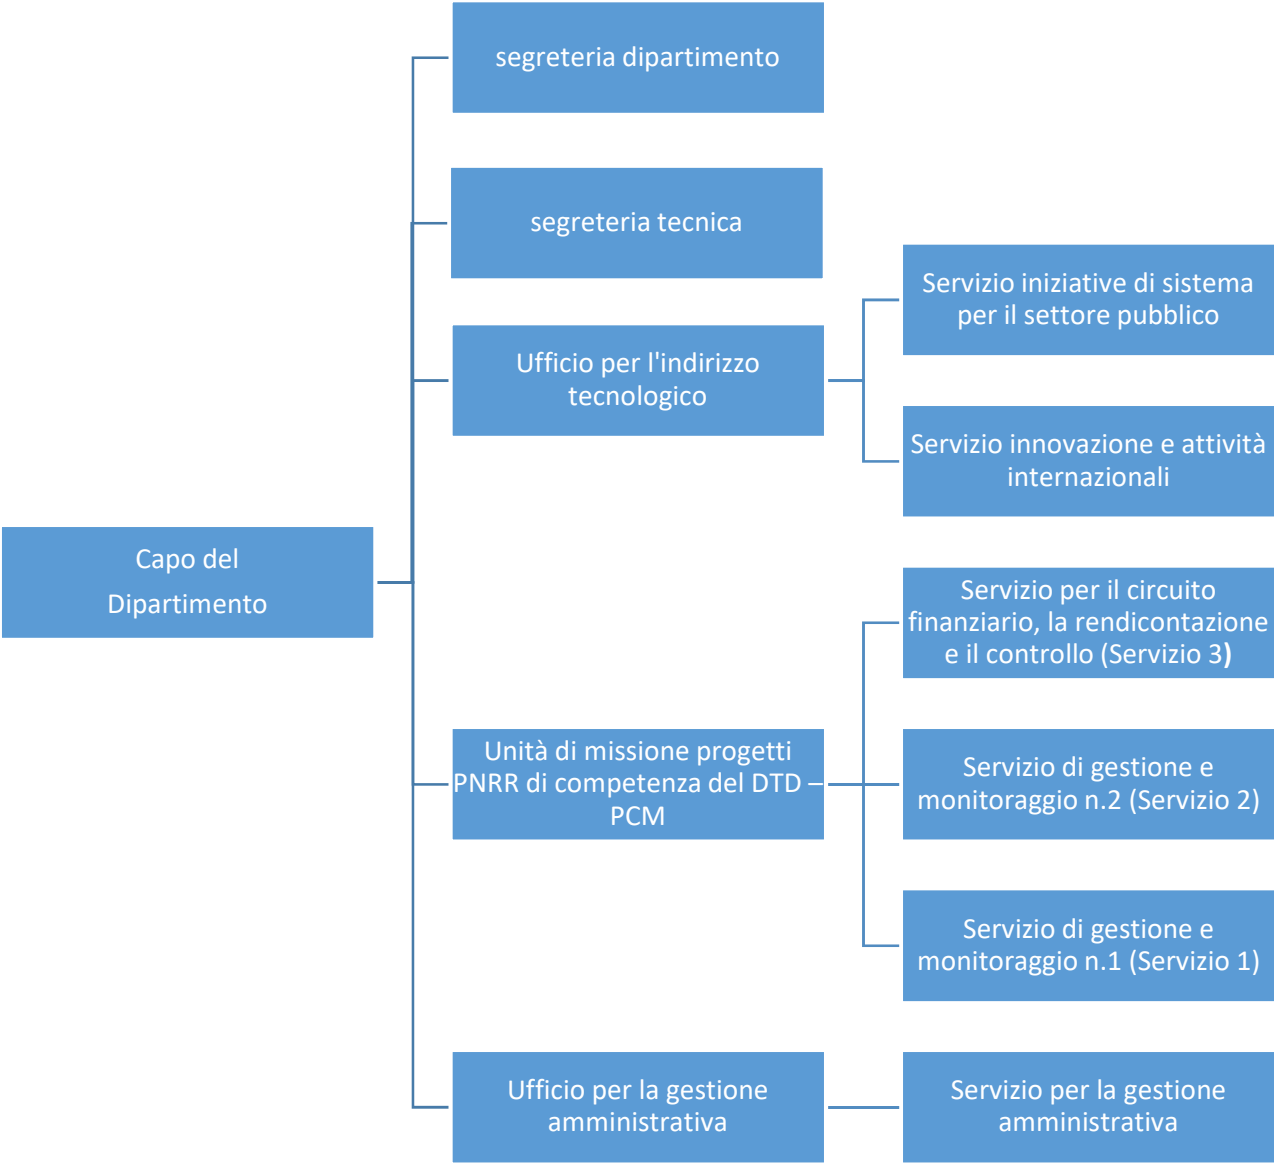 segreteria dipartimento
segreteria tecnica
Servizio iniziative di sistema
per il settore pubblico
Ufficio per l'indirizzo
tecnologico
Servizio innovazione e attività
internazionali
Capo del
Dipartimento
Servizio per il circuito
finanziario, la rendicontazione
e il controllo (Servizio 3)
Unità di missione progetti
PNRR di competenza del DTD –
PCM
Servizio di gestione e
monitoraggio n.2 (Servizio 2)
Servizio di gestione e
monitoraggio n.1 (Servizio 1)
Ufficio per la gestione
amministrativa
Servizio per la gestione
amministrativa